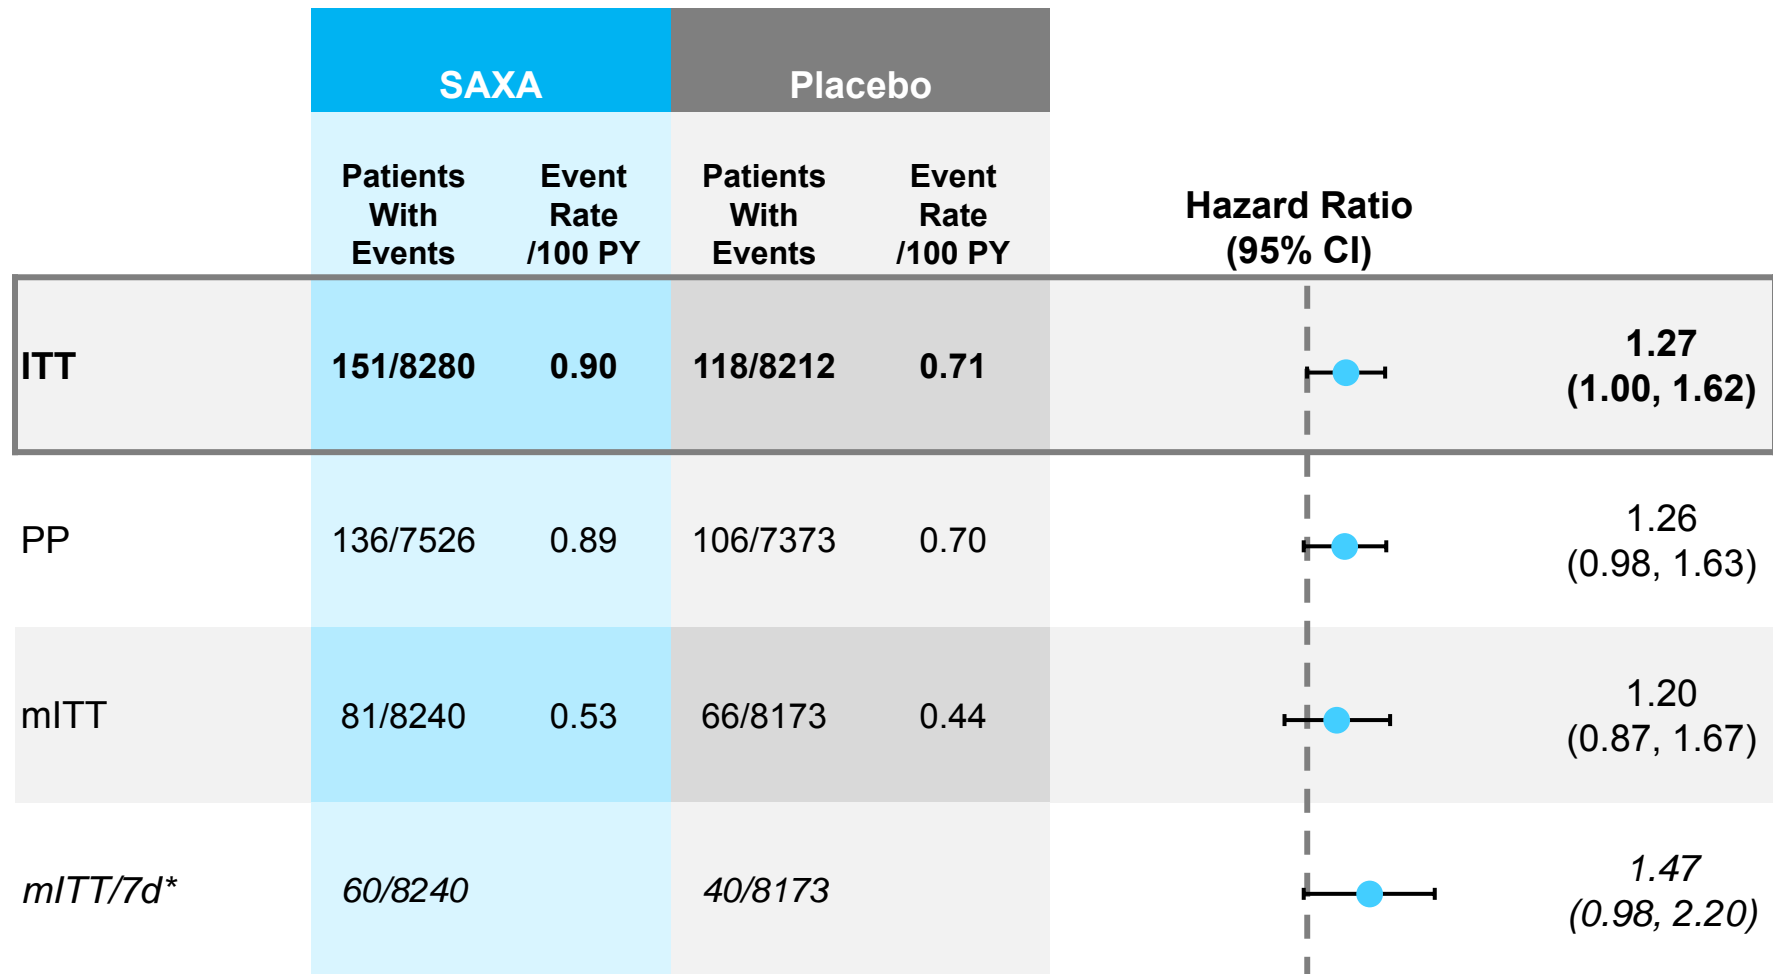 SAXA
Placebo
Patients
With
Events
Event
Rate
/100 PY
Patients
With
Events
Event
Rate
/100 PY
Hazard Ratio
(95% CI)
ITT
151/8280
0.90
118/8212
0.71
1.27
(1.00, 1.62)
PP
136/7526
0.89
106/7373
0.70
1.26
(0.98, 1.63)
mITT
81/8240
0.53
66/8173
0.44
1.20
(0.87, 1.67)
mITT/7d*
60/8240
40/8173
1.47
(0.98, 2.20)